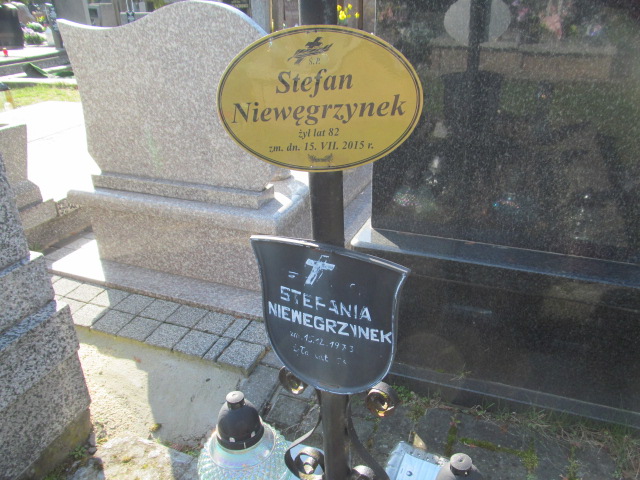 Ś.P.
Stefan
Niewęgrzynek
żył lat 82
zm. dn. 15. VII. 2015 r.
STEFANIA
NIEWĘGRZYNEK